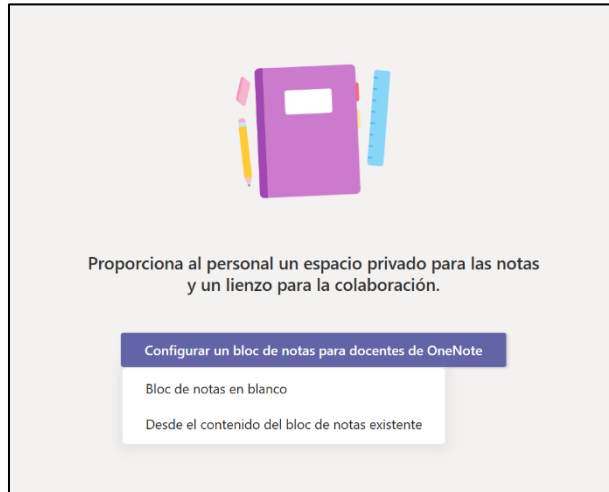 Proporciona al personal un espacio privado para las notas
y un lienzo para la colaboración.
Configurar un bloc de notas para docentes de OneNote
Bloc de notas en blanco
Desde el contenido del bloc de notas existente